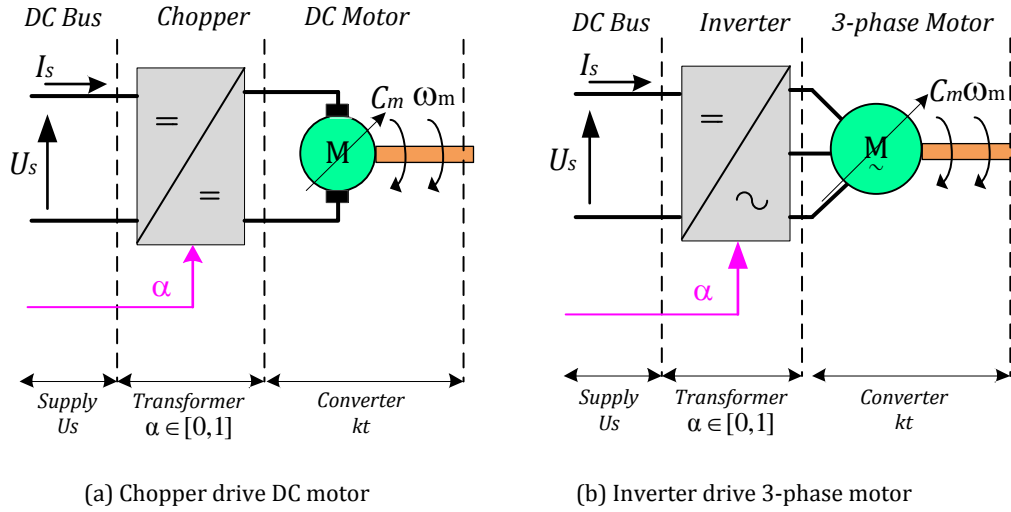 DC Bus Chopper DC Motor
Is
Cm ωm
=
M
Us
=
α
Supply Transformer Converter
Us α∈[0,1] kt
(a) Chopper drive DC motor
DC Bus Inverter 3-phase Motor
Is
Cm ωm
=
M
~
Us
~
α
Supply Transformer Converter
Us α∈[0,1] kt
(b) Inverter drive 3-phase motor